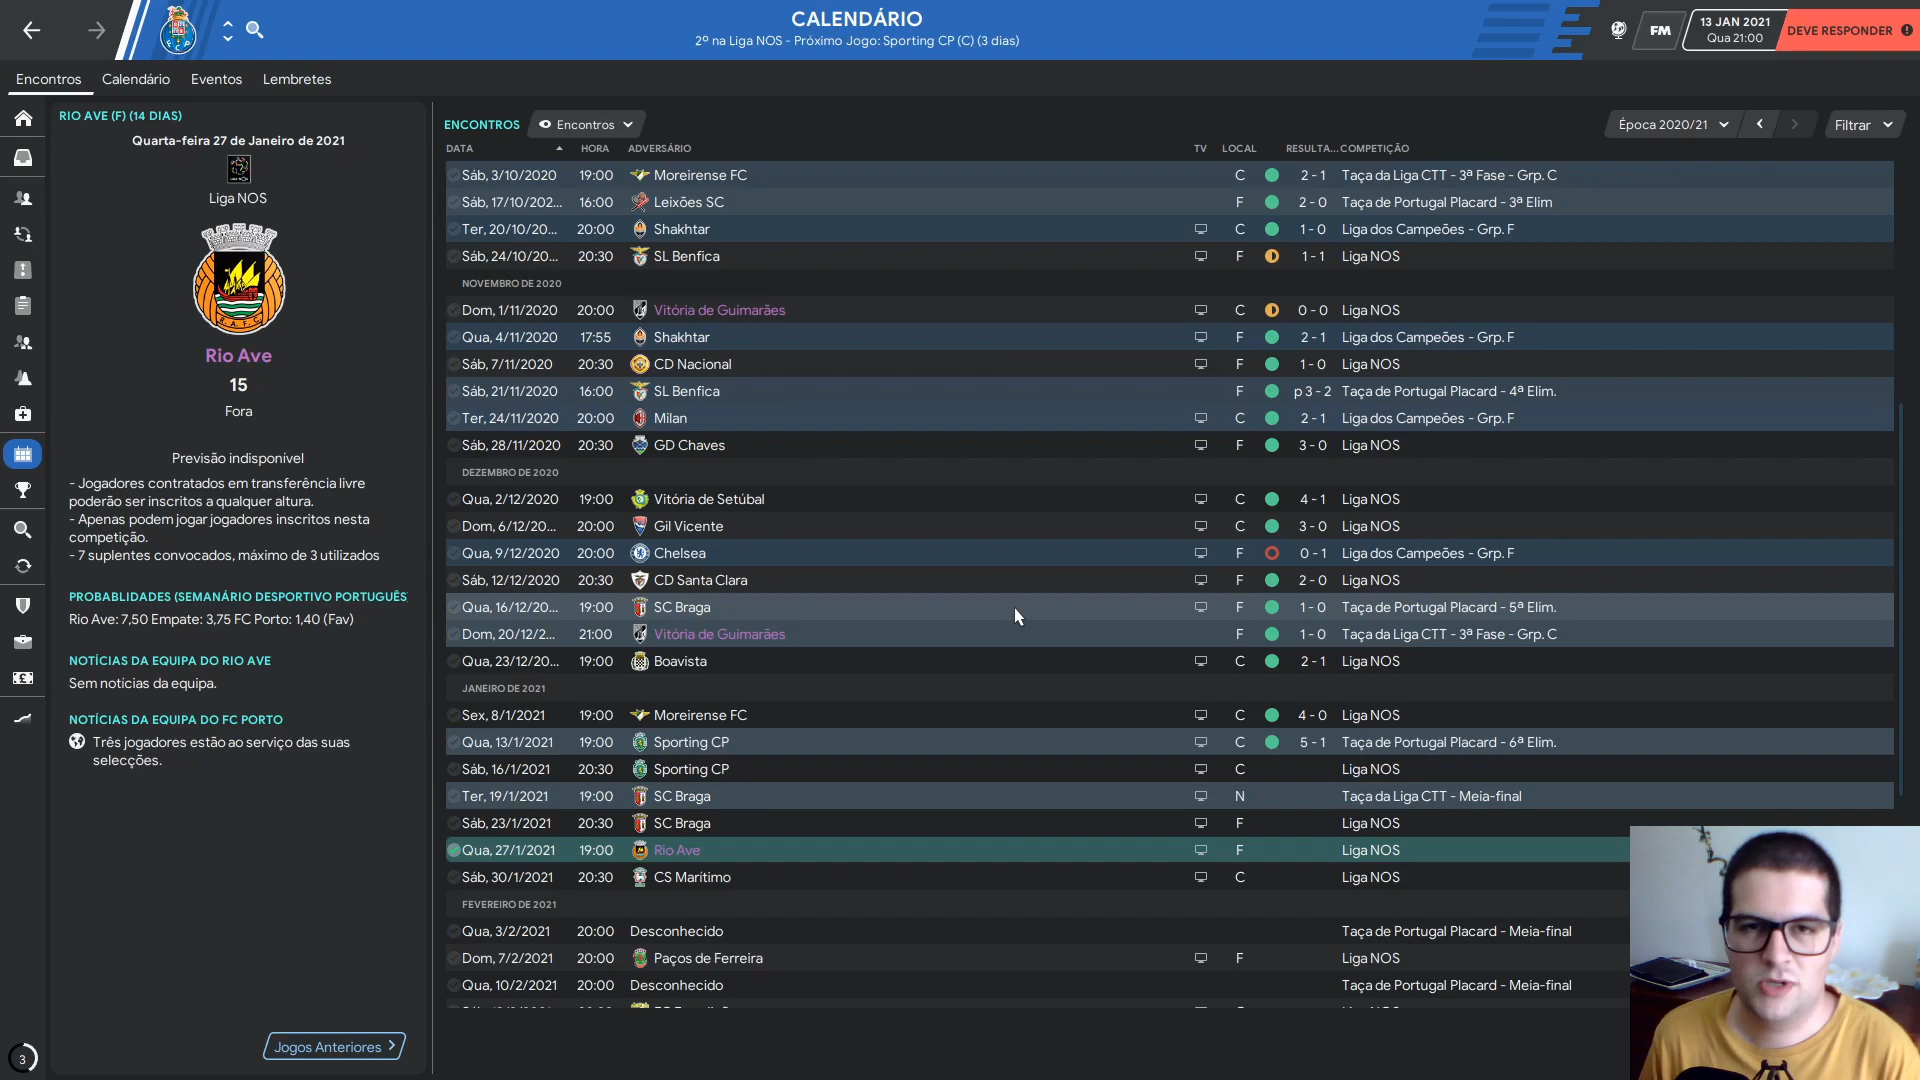 CALENDÁRIO
2º na Liga NOS - Próximo Jogo: Sporting CP (C) (3 dias)
FM
13 JAN 2021
Qua 21:00
DEVE RESPONDER
Encontros Calendário Eventos Lembretes
RIO AVE (F) (14 DIAS)
Quarta-feira 27 de Janeiro de 2021
Liga NOS
Rio Ave
15
Fora
Previsão indisponível
- Jogadores contratados em transferência livre
poderão ser inscritos a qualquer altura.
- Apenas podem jogar jogadores inscritos nesta
competição.
- 7 suplentes convocados, máximo de 3 utilizados
PROBABLIDADES (SEMANÁRIO DESPORTIVO PORTUGUÊS)
Rio Ave: 7,50 Empate: 3,75 FC Porto: 1,40 (Fav)
NOTÍCIAS DA EQUIPA DO RIO AVE
Sem notícias da equipa.
NOTÍCIAS DA EQUIPA DO FC PORTO
Três jogadores estão ao serviço das suas
selecções.
Jogos Anteriores
3
ENCONTROS Encontros Época 2020/21 Filtrar
DATA HORA ADVERSÁRIO TV LOCAL RESULTA... COMPETIÇÃO
Sáb, 3/10/2020 19:00 Moreirense FC C 2 - 1 Taça da Liga CTT - 3ª Fase - Grp. C
Sáb, 17/10/202... 16:00 Leixões SC F 2 - 0 Taça de Portugal Placard - 3ª Elim
Ter, 20/10/20... 20:00 Shakhtar C 1 - 0 Liga dos Campeões - Grp. F
Sáb, 24/10/20... 20:30 SL Benfica F 1 - 1 Liga NOS
NOVEMBRO DE 2020
Dom, 1/11/2020 20:00 Vitória de Guimarães C 0 - 0 Liga NOS
Qua, 4/11/2020 17:55 Shakhtar F 2 - 1 Liga dos Campeões - Grp. F
Sáb, 7/11/2020 20:30 CD Nacional F 1 - 0 Liga NOS
Sáb, 21/11/2020 16:00 SL Benfica F p 3 - 2 Taça de Portugal Placard - 4ª Elim.
Ter, 24/11/2020 20:00 Milan C 2 - 1 Liga dos Campeões - Grp. F
Sáb, 28/11/2020 20:30 GD Chaves F 3 - 0 Liga NOS
DEZEMBRO DE 2020
Qua, 2/12/2020 19:00 Vitória de Setúbal C 4 - 1 Liga NOS
Dom, 6/12/20... 20:00 Gil Vicente C 3 - 0 Liga NOS
Qua, 9/12/2020 20:00 Chelsea F 0 - 1 Liga dos Campeões - Grp. F
Sáb, 12/12/2020 20:30 CD Santa Clara F 2 - 0 Liga NOS
Qua, 16/12/20... 19:00 SC Braga F 1 - 0 Taça de Portugal Placard - 5ª Elim.
Dom, 20/12/2... 21:00 Vitória de Guimarães F 1 - 0 Taça da Liga CTT - 3ª Fase - Grp. C
Qua, 23/12/20... 19:00 Boavista C 2 - 1 Liga NOS
JANEIRO DE 2021
Sex, 8/1/2021 19:00 Moreirense FC C 4 - 0 Liga NOS
Qua, 13/1/2021 19:00 Sporting CP C 5 - 1 Taça de Portugal Placard - 6ª Elim.
Sáb, 16/1/2021 20:30 Sporting CP C Liga NOS
Ter, 19/1/2021 19:00 SC Braga N Taça da Liga CTT - Meia-final
Sáb, 23/1/2021 20:30 SC Braga F Liga NOS
Qua, 27/1/2021 19:00 Rio Ave F Liga NOS
Sáb, 30/1/2021 20:30 CS Marítimo C Liga NOS
FEVEREIRO DE 2021
Qua, 3/2/2021 20:00 Desconhecido Taça de Portugal Placard - Meia-final
Dom, 7/2/2021 20:00 Paços de Ferreira F Liga NOS
Qua, 10/2/2021 20:00 Desconhecido Taça de Portugal Placard - Meia-final